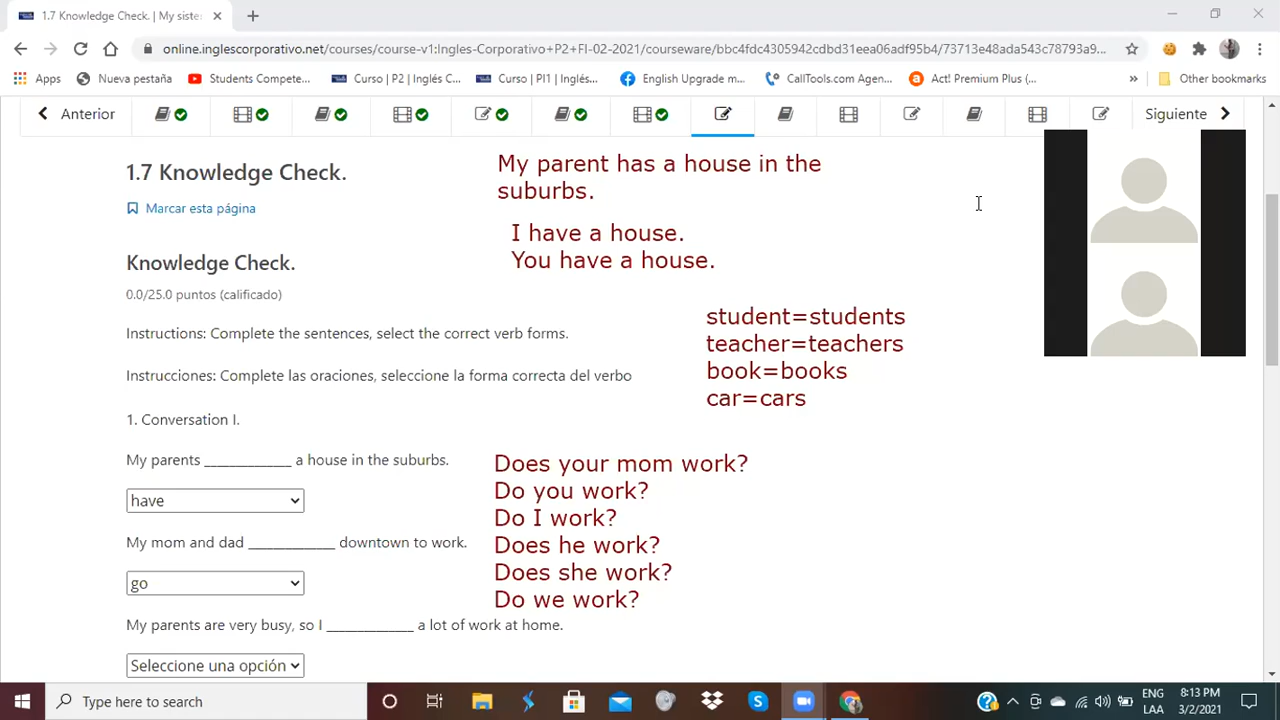 1.7 Knowledge Check. | My siste
online.inglescorporativo.net/courses/course-v1:Ingles-Corporativo+P2+FI-02-2021/courseware/bbc4fdc4305942cdbd31eea06adf95b4/73713e48ada543c78793a9...
Apps Nueva pestaña Students Compete... Curso | P2 | Inglés C... Curso | PI1 | Inglés... English Upgrade m... CallTools.com Agen... Act! Premium Plus (... » Other bookmarks
Anterior Siguiente
My parent has a house in the
suburbs.
1.7 Knowledge Check.
Marcar esta página
I have a house.
You have a house.
Knowledge Check.
0.0/25.0 puntos (calificado)
student=students
teacher=teachers
book=books
car=cars
Instructions: Complete the sentences, select the correct verb forms.
Instrucciones: Complete las oraciones, seleccione la forma correcta del verbo
1. Conversation I.
My parents _____________ a house in the suburbs.
have
My mom and dad _____________ downtown to work.
go
My parents are very busy, so I _____________ a lot of work at home.
Seleccione una opción
Does your mom work?
Do you work?
Do I work?
Does he work?
Does she work?
Do we work?
Type here to search
ENG
LAA
8:13 PM
3/2/2021